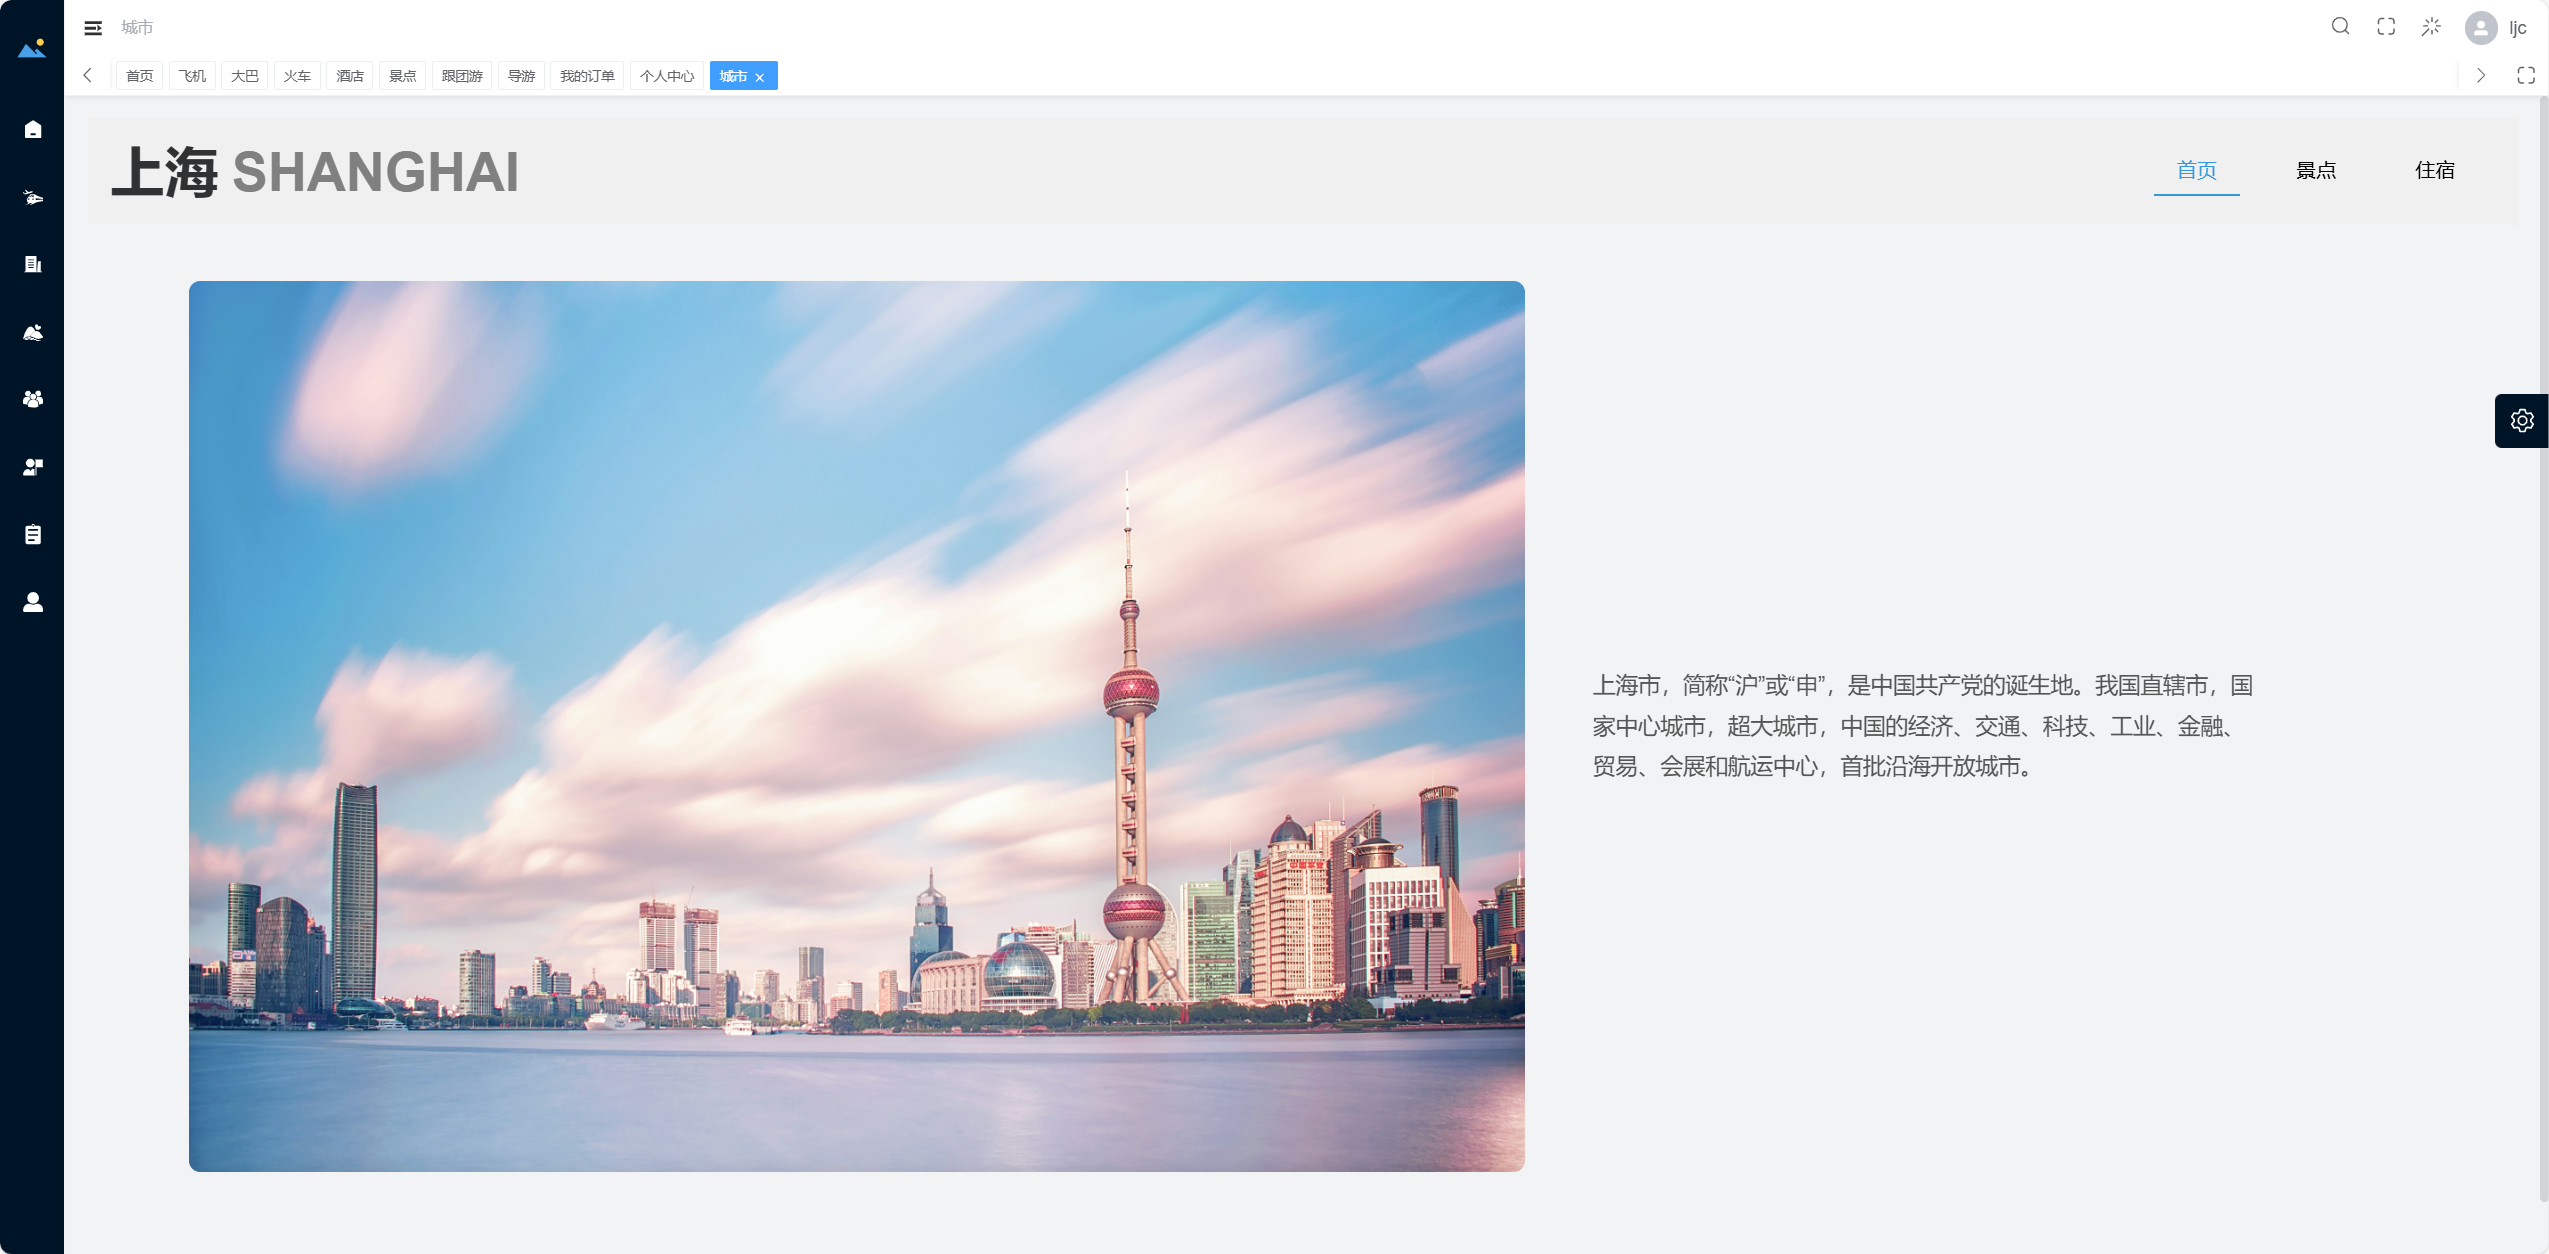 城市
ljc
首页 飞机 大巴 火车 酒店 景点 跟团游 导游 我的订单 个人中心 城市
上海 SHANGHAI
首页 景点 住宿
上海市，简称“沪”或“申”，是中国共产党的诞生地。我国直辖市，国
家中心城市，超大城市，中国的经济、交通、科技、工业、金融、
贸易、会展和航运中心，首批沿海开放城市。